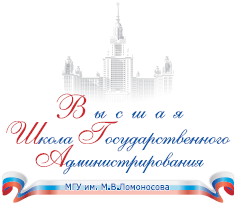 Высшая
Школа Государственного
Администрирования
МГУ им. М.В.Ломоносова